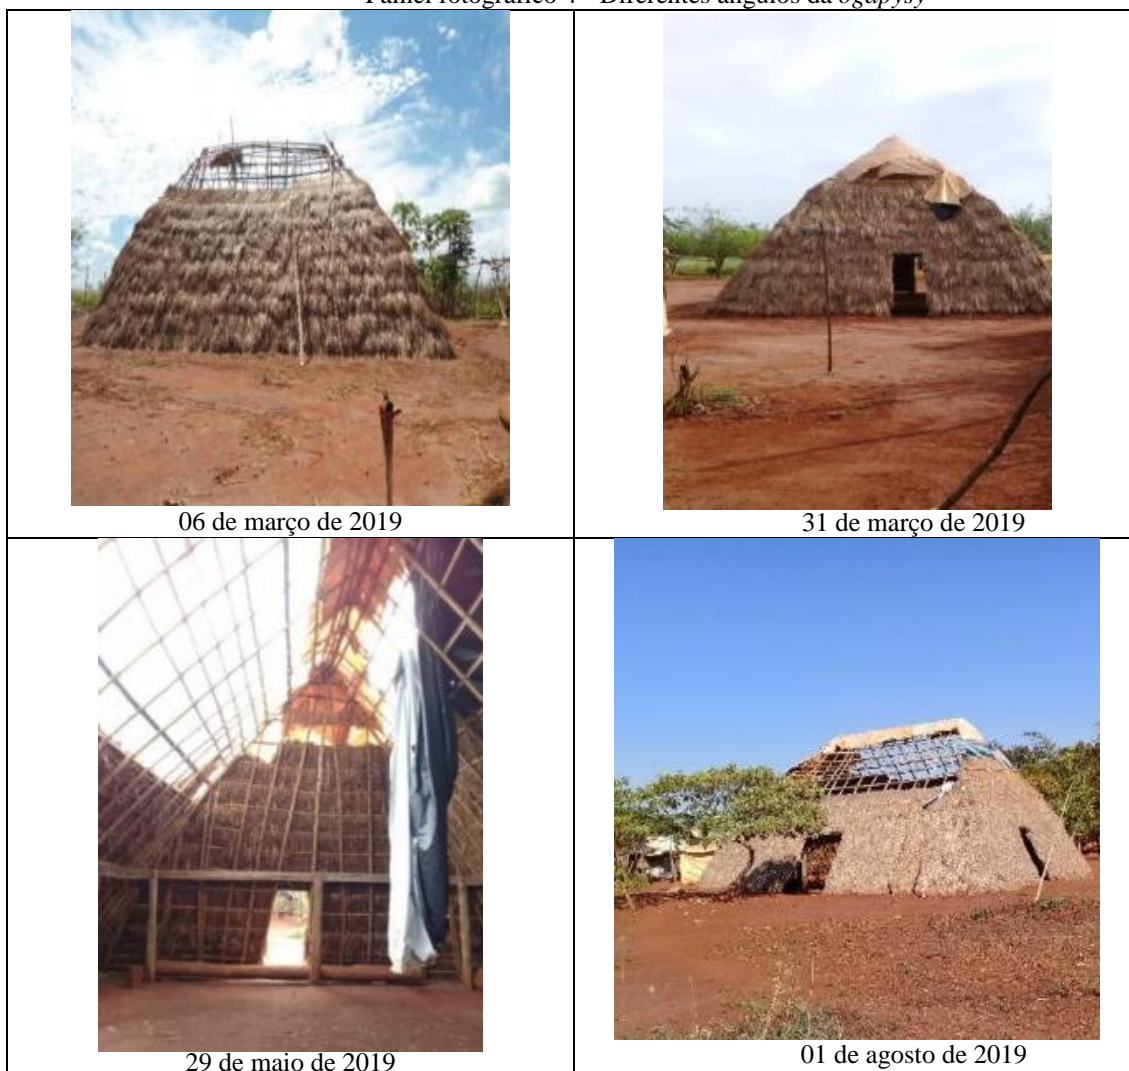 Painel fotográfico Diferentes ângulos da ogapysy
06 de março de 2019
31 de março de 2019
29 de maio de 2019
01 de agosto de 2019